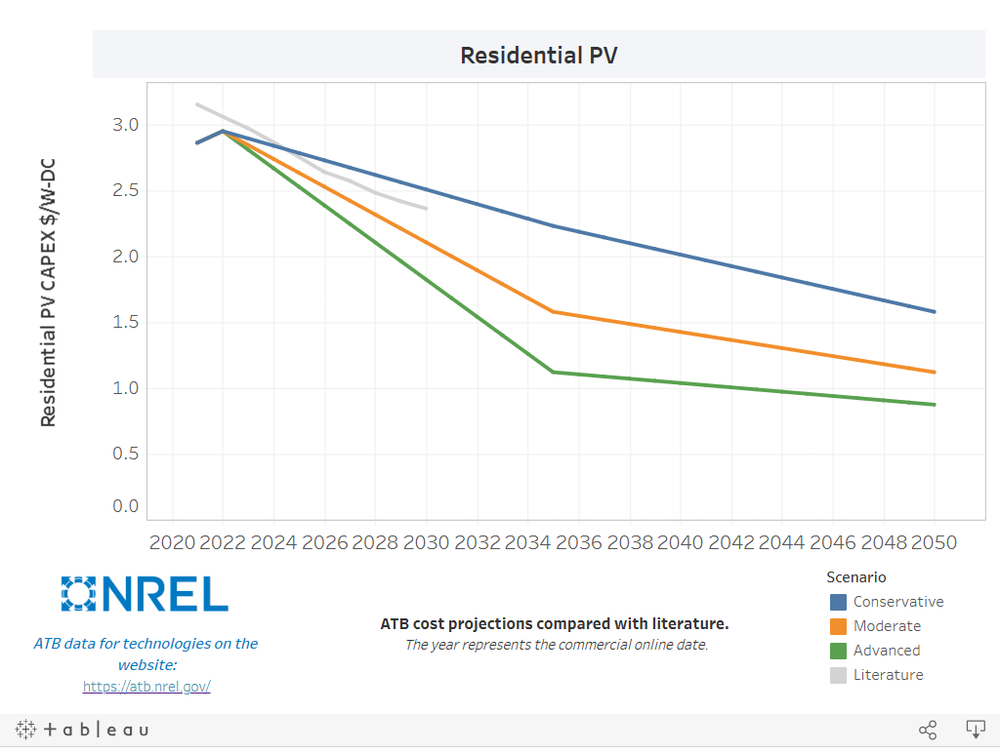 Residential PV
Residential PV CAPEX $/W-DC
3.0
2.5
2.0
1.5
1.0
0.5
0.0
2020 2022 2024 2026 2028 2030 2032 2034 2036 2038 2040 2042 2044 2046 2048 2050
NREL
ATB data for technologies on the
website:
https://atb.nrel.gov/
ATB cost projections compared with literature.
The year represents the commercial online date.
Scenario
Conservative
Moderate
Advanced
Literature
+ a b l e a u